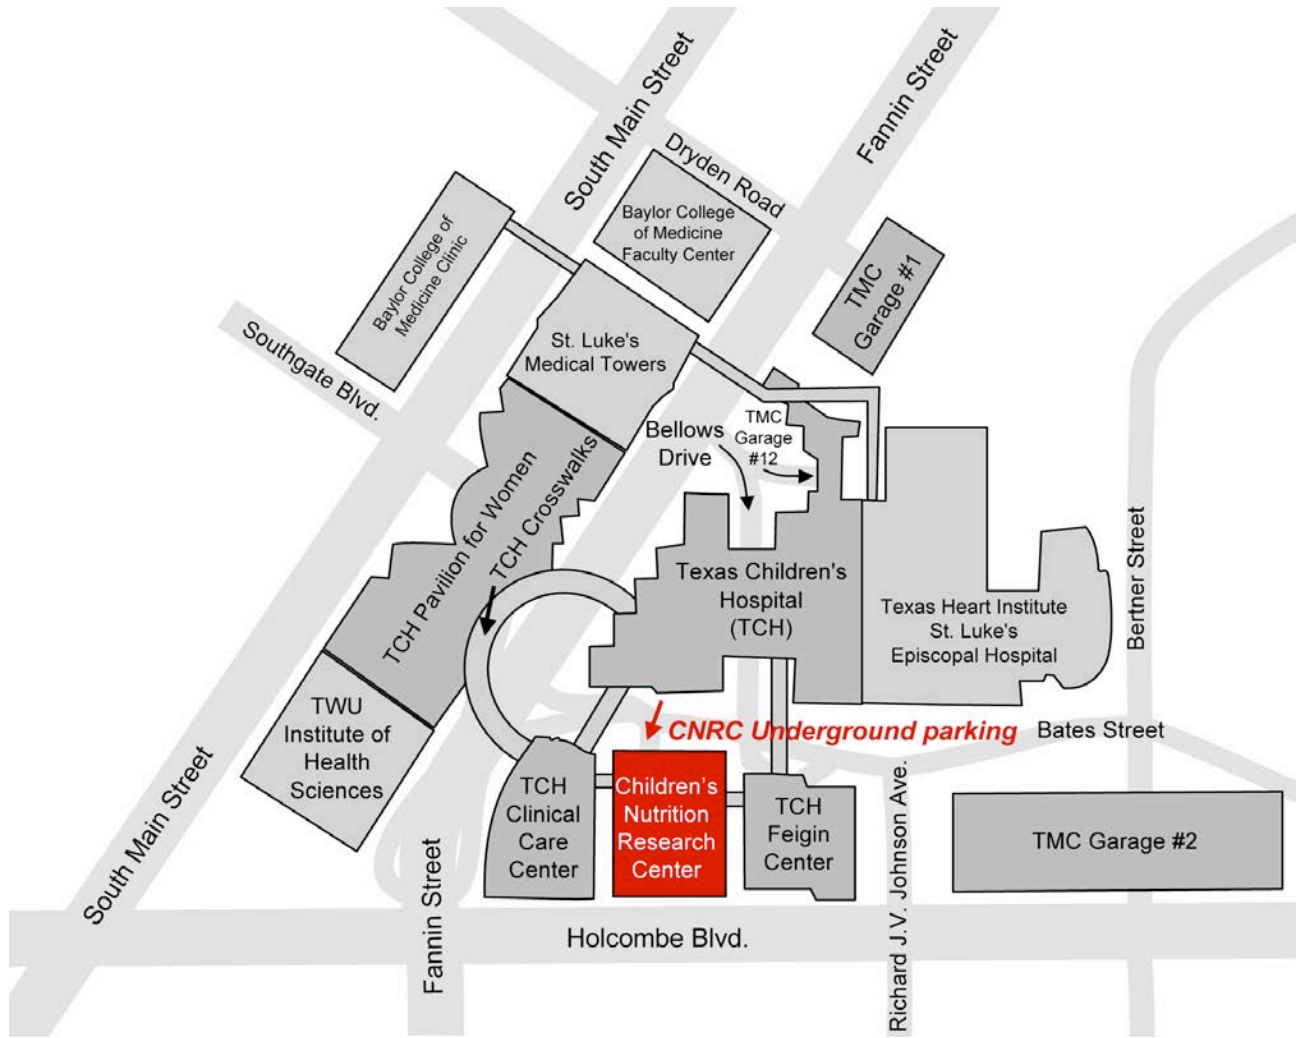 South Main Street
Fannin Street
Dryden Road
Baylor College
of Medicine
Faculty Center
Baylor College of
Medicine Clinic
TMC
Garage #1
Southgate Blvd.
St. Luke's
Medical Towers
Bellows
Drive
TMC
Garage
#12
TCH Pavilion for Women
TCH Crosswalks
Texas Children's
Hospital
(TCH)
Texas Heart Institute
St. Luke's
Episcopal Hospital
Bertner Street
TWU
Institute of
Health
Sciences
CNRC Underground parking
Bates Street
TCH
Clinical
Care
Center
Children's
Nutrition
Research
Center
TCH
Feigin
Center
Richard J.V. Johnson Ave.
TMC Garage #2
South Main Street
Fannin Street
Holcombe Blvd.